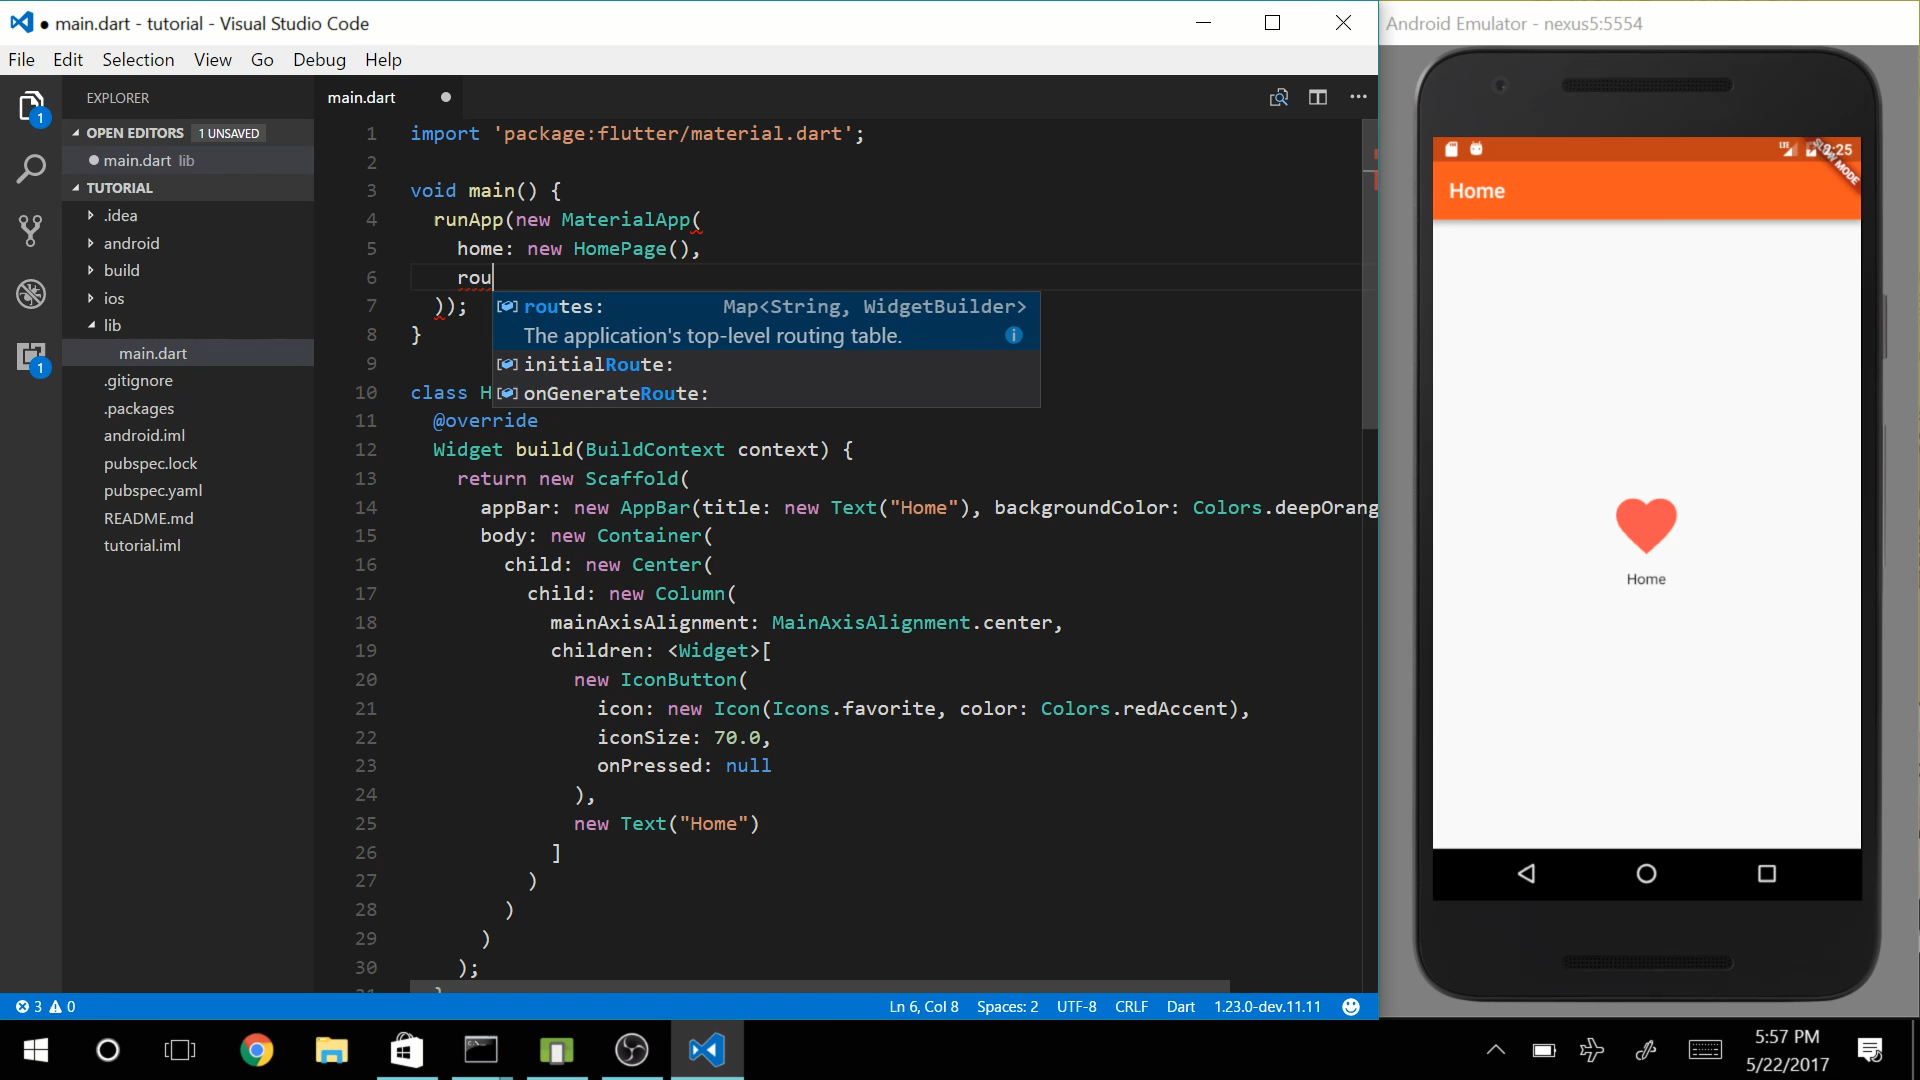 ● main.dart - tutorial - Visual Studio Code
File Edit Selection View Go Debug Help
1
1
EXPLORER
OPEN EDITORS 1 UNSAVED
main.dart lib
TUTORIAL
.idea
android
build
ios
lib
main.dart
.gitignore
.packages
android.iml
pubspec.lock
pubspec.yaml
README.md
tutorial.iml
main.dart
1 import 'package:flutter/material.dart';
2
3 void main() {
4 runApp(new MaterialApp(
5 home: new HomePage(),
6 rou
7 ));
8 }
9
10 class H
11 @override
12 Widget build(BuildContext context) {
13 return new Scaffold(
14 appBar: new AppBar(title: new Text("Home"), backgroundColor: Colors.deepOrang
15 body: new Container(
16 child: new Center(
17 child: new Column(
18 mainAxisAlignment: MainAxisAlignment.center,
19 children: <Widget>[
20 new IconButton(
21 icon: new Icon(Icons.favorite, color: Colors.redAccent),
22 iconSize: 70.0,
23 onPressed: null
24 ),
25 new Text("Home")
26 ]
27 )
28 )
29 )
30 );
routes: Map<String, WidgetBuilder>
The application's top-level routing table.
initialRoute:
onGenerateRoute:
3 0
Ln 6, Col 8 Spaces: 2 UTF-8 CRLF Dart 1.23.0-dev.11.11
Android Emulator - nexus5:5554
LTE :25
SLOW MODE
Home
Home
5:57 PM
5/22/2017